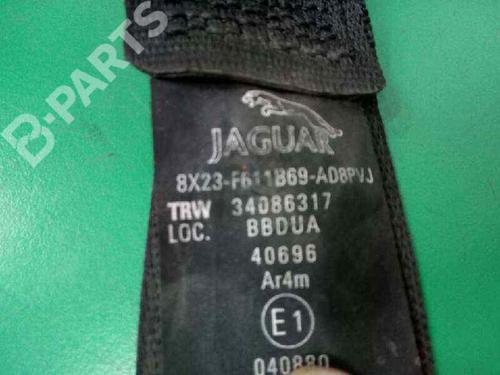 B-PARTS
JAGUAR
8X23-F611B69-AD8PVJ
TRW 34086317
LOC. BBDUA
40696
Ar4m
E1
040880